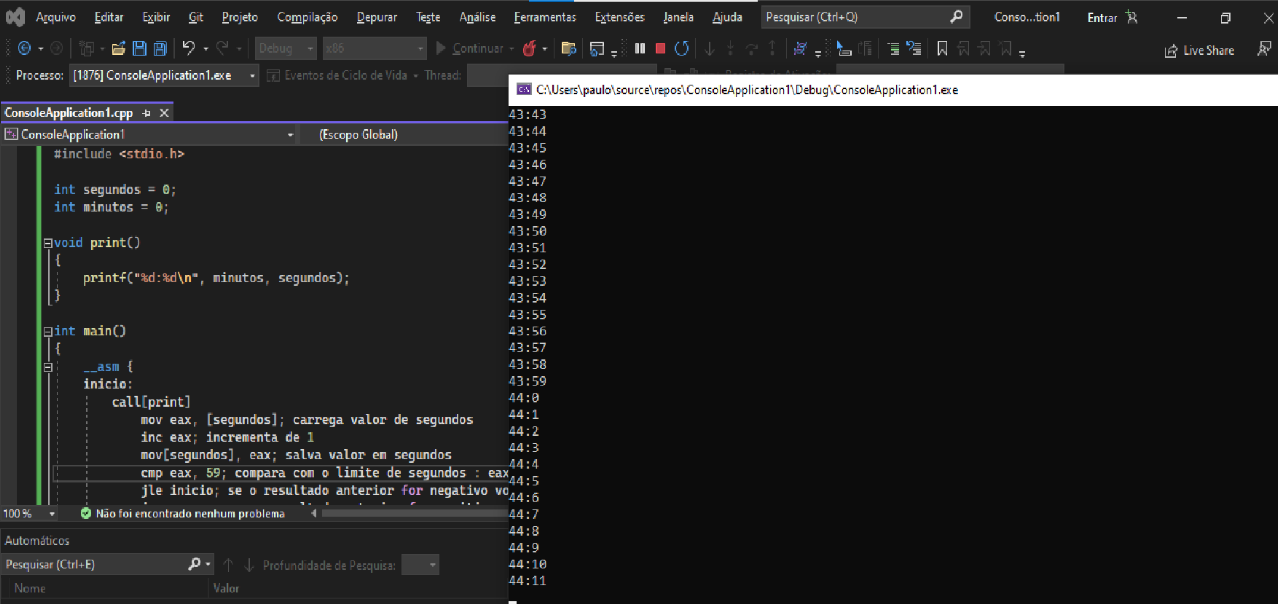 Arquivo Editar Exibir Git Projeto Compilação Depurar Teste Análise Ferramentas Extensões Janela Ajuda Pesquisar (Ctrl+Q) Conso...tion1 Entrar
Debug x86 Continuar Live Share
Processo: [1876] ConsoleApplication1.exe Eventos de Ciclo de Vida Thread:
C:\Users\paulo\source\repos\ConsoleApplication1\Debug\ConsoleApplication1.exe
ConsoleApplication1.cpp
ConsoleApplication1 (Escopo Global)
#include <stdio.h>
int segundos = 0;
int minutos = 0;
void print()
{
printf("%d:%d\n", minutos, segundos);
}
int main()
{
__asm {
inicio:
call[print]
mov eax, [segundos]; carrega valor de segundos
inc eax; incrementa de 1
mov[segundos], eax; salva valor em segundos
cmp eax, 59; compara com o limite de segundos : eax
jle inicio; se o resultado anterior for negativo vo
100 % Não foi encontrado nenhum problema
Automáticos
Pesquisar (Ctrl+E) Profundidade de Pesquisa:
Nome Valor
43:43
43:44
43:45
43:46
43:47
43:48
43:49
43:50
43:51
43:52
43:53
43:54
43:55
43:56
43:57
43:58
43:59
44:0
44:1
44:2
44:3
44:4
44:5
44:6
44:7
44:8
44:9
44:10
44:11